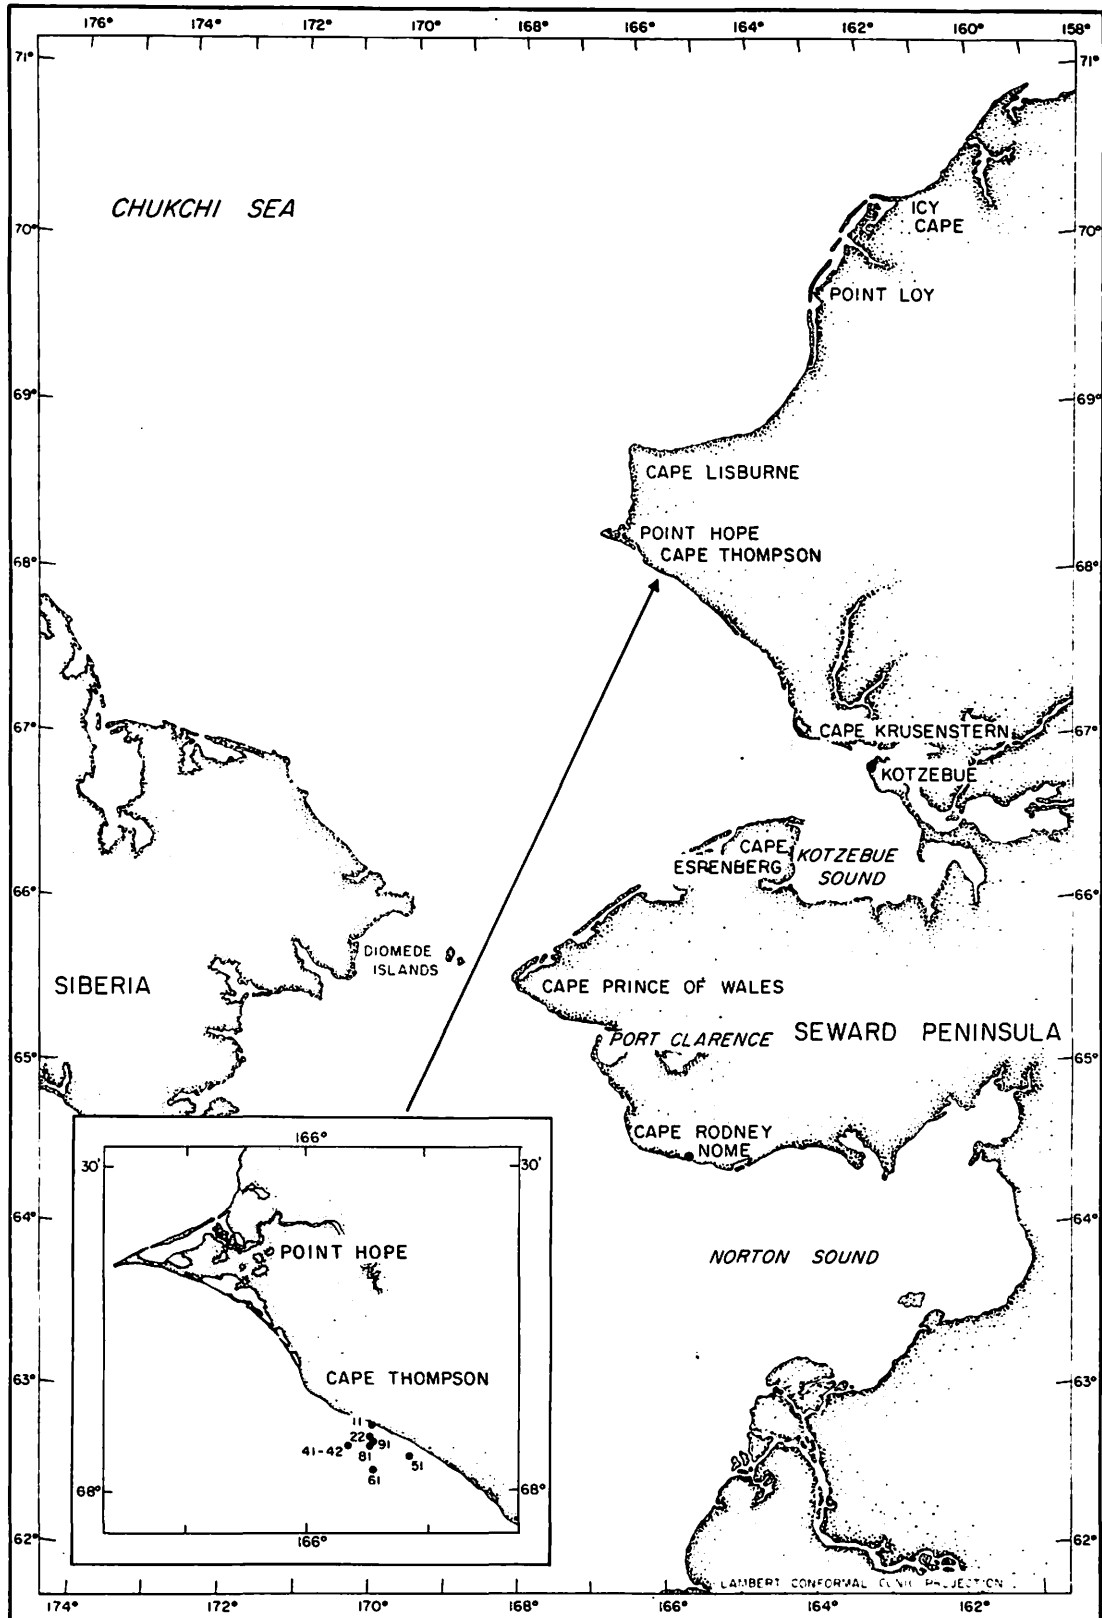 176° 174° 172° 170° 168° 166° 164° 162° 160° 158°
71° 71°
CHUKCHI SEA
ICY
CAPE
70° 70°
POINT LOY
69° 69°
CAPE LISBURNE
POINT HOPE
CAPE THOMPSON
68° 68°
67° 67°
CAPE KRUSENSTERN
KOTZEBUE
CAPE
ESPENBERG
KOTZEBUE
SOUND
66° 66°
DIOMEDE
ISLANDS
SIBERIA
CAPE PRINCE OF WALES
PORT CLARENCE
SEWARD PENINSULA
65° 65°
CAPE RODNEY
NOME
64° 64°
NORTON SOUND
63° 63°
62° 62°
166°
30' 30'
POINT HOPE
CAPE THOMPSON
11
22
91
41-42
81
51
61
68° 68°
166°
LAMBERT CONFORMAL CONIC PROJECTION
174° 172° 170° 168° 166° 164° 162° 160°